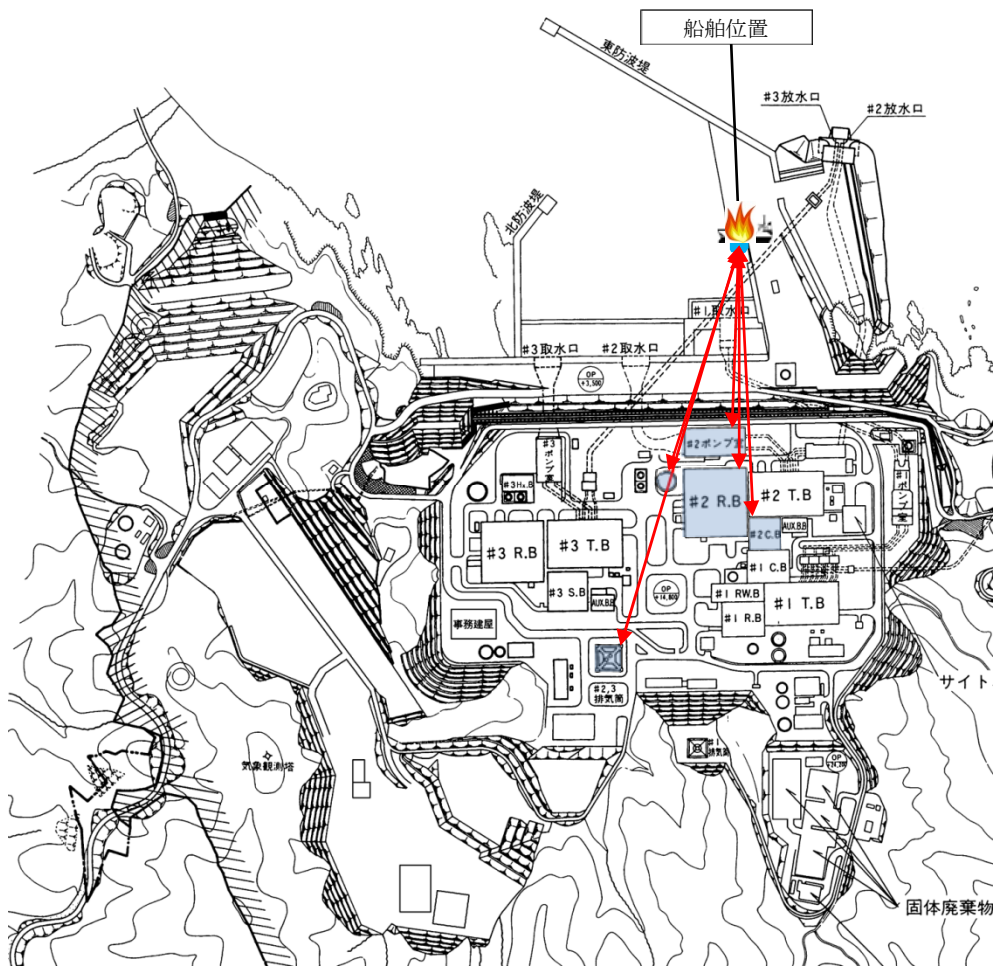 船舶位置
東防波堤
#3放水口
#2放水口
北防波堤
#1取水口
#3取水口
#2取水口
OP
+3,500
#2ポンプ室
#3
ポンプ室
#1
ポンプ室
#3Hx.B
#2 R.B
#2 T.B
#2C.B
AUX.B.B
#3 R.B
#3 T.B
#1 C.B
#3 S.B
AUX.B.B
OP
+14,800
#1 RW.B
#1 T.B
#1 R.B
事務建屋
サイト
#2,3
排気筒
#1
排気筒
気象観測塔
OP
固体廃棄物